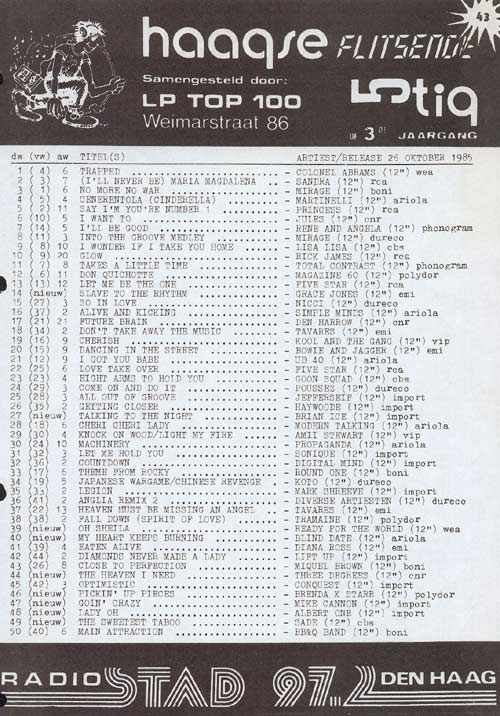 43
haagse FLITSENDE
Samengesteld door:
LP TOP 100
Weimarstraat 86
5tig
DE 3DE JAARGANG
dw (vw) aw TITEL(S) ARTIEST/RELEASE 26 OKTOBER 1985
1 ( 4) 6 TRAPPED - COLONEL ABRAMS (12") wea
2 ( 3) 7 (I'LL NEVER BE) MARIA MAGDALENA - SANDRA (12") rca
3 ( 1) 6 NO MORE NO WAR - MIRAGE (12") boni
4 ( 5) 4 CENERENTOLA (CINDERELLA) - MARTINELLI (12") ariola
5 ( 2) 11 SAY I'M YOU'RE NUMBER 1 - PRINCESS (12") rca
6 (10) 5 I WANT TO - JULES (12") cnr
7 (14) 5 I'LL BE GOOD - RENE AND ANGELA (12") phonogram
8 (11) 3 INTO THE GROOVE MEDLEY - MIRAGE (12") dureco
9 ( 8) 10 I WONDER IF I TAKE YOU HOME - LISA LISA (12") cbs
10 ( 9) 20 GLOW - RICK JAMES (12") rca
11 ( 7) 8 TAKES A LITTLE TIME - TOTAL CONTRAST (12") phonogram
12 ( 6) 11 DON QUICHOTTE - MAGAZINE 60 (12") polydor
13 (13) 12 LET ME BE THE ONE - FIVE STAR (12") rca
14 (nieuw) SLAVE TO THE RHYTHM - GRACE JONES (12") emi
15 (27) 3 SO IN LOVE - NICCI (12") dureco
16 (37) 2 ALIVE AND KICKING - SIMPLE MINDS (12") ariola
17 (21) 21 FUTURE BRAIN - DEN HARROW (12") cnr
18 (34) 2 DON'T TAKE AWAY THE MUSIC - TAVARES (12") emi
19 (16) 9 CHERISH - KOOL AND THE GANG (12") vip
20 (15) 9 DANCING IN THE STREET - BOWIE AND JAGGER (12") emi
21 (12) 9 I GOT YOU BABE - UB 40 (12") ariola
22 (25) 6 LOVE TAKE OVER - FIVE STAR (12") rca
23 (23) 4 EIGHT ARMS TO HOLD YOU - GOON SQUAD (12") cbs
24 (29) 3 COME ON AND DO IT - POUSSEZ (12") dureco
25 (28) 3 ALL OUT OF GROOVE - JEFFERSEIF (12") import
26 (35) 2 GETTING CLOSER - HAYWOODE (12") import
27 (nieuw) TALKING TO THE NIGHT - BRIAN ICE (12") import
28 (18) 6 CHERI CHERI LADY - MODERN TALKING (12") ariola
29 (30) 4 KNOCK ON WOOD/LIGHT MY FIRE - AMII STEWART (12") vip
30 (24) 10 MACHINERY - PROPAGANDA (12") ariola
31 (32) 3 LET ME HOLD YOU - SONIQUE (12") import
32 (36) 2 COUNTDOWN - DIGITAL MIND (12") import
33 (17) 6 THEME FROM ROCKY - ROUND ONE (12") boni
34 (19) 5 JAPANESE WARGAME/CHINESE REVENGE - KOTO (12") dureco
35 (33) 2 LEGION - MARK SHREEVE (12") import
36 (41) 2 ANGLIA REMIX 2 - DIVERSE ARTIESTEN (12") dureco
37 (22) 13 HEAVEN MUST BE MISSING AN ANGEL - TAVARES (12") emi
38 (38) 2 FALL DOWN (SPIRIT OF LOVE) - TRAMAINE (12") polydor
39 (nieuw) OH SHEILA - READY FOR THE WORLD (12") wea
40 (nieuw) MY HEART KEEPS BURNING - BLIND DATE (12") ariola
41 (39) 4 EATEN ALIVE - DIANA ROSS (12") emi
42 (44) 2 DIAMONDS NEVER MADE A LADY - LIFT UP (12") import
43 (26) 8 CLOSE TO PERFECTION - MIQUEL BROWN (12") boni
44 (nieuw) THE HEAVEN I NEED - THREE DEGREES (12") cnr
45 (42) 3 OPTIMISTIC - CONQUEST (12") import
46 (nieuw) PICKIN' UP PIECES - BRENDA K STARR (12") polydor
47 (nieuw) GOIN' CRAZY - MIKE CANNON (12") import
48 (nieuw) LADY OH - ALBERT ONE (12") import
49 (nieuw) THE SWEETEST TABOO - SADE (12") cbs
50 (40) 6 MAIN ATTRACTION - BB&Q BAND (12") boni
RADIO STAD 97.2 DEN HAAG